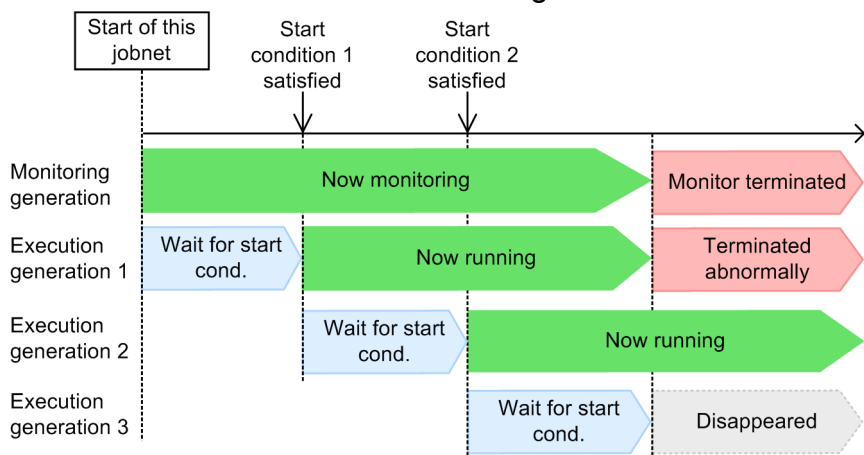 Start of this
jobnet
Start
condition 1
satisfied
Start
condition 2
satisfied
Monitoring
generation
Now monitoring
Monitor terminated
Execution
generation 1
Wait for start
cond.
Now running
Terminated
abnormally
Execution
generation 2
Wait for start
cond.
Now running
Execution
generation 3
Wait for start
cond.
Disappeared